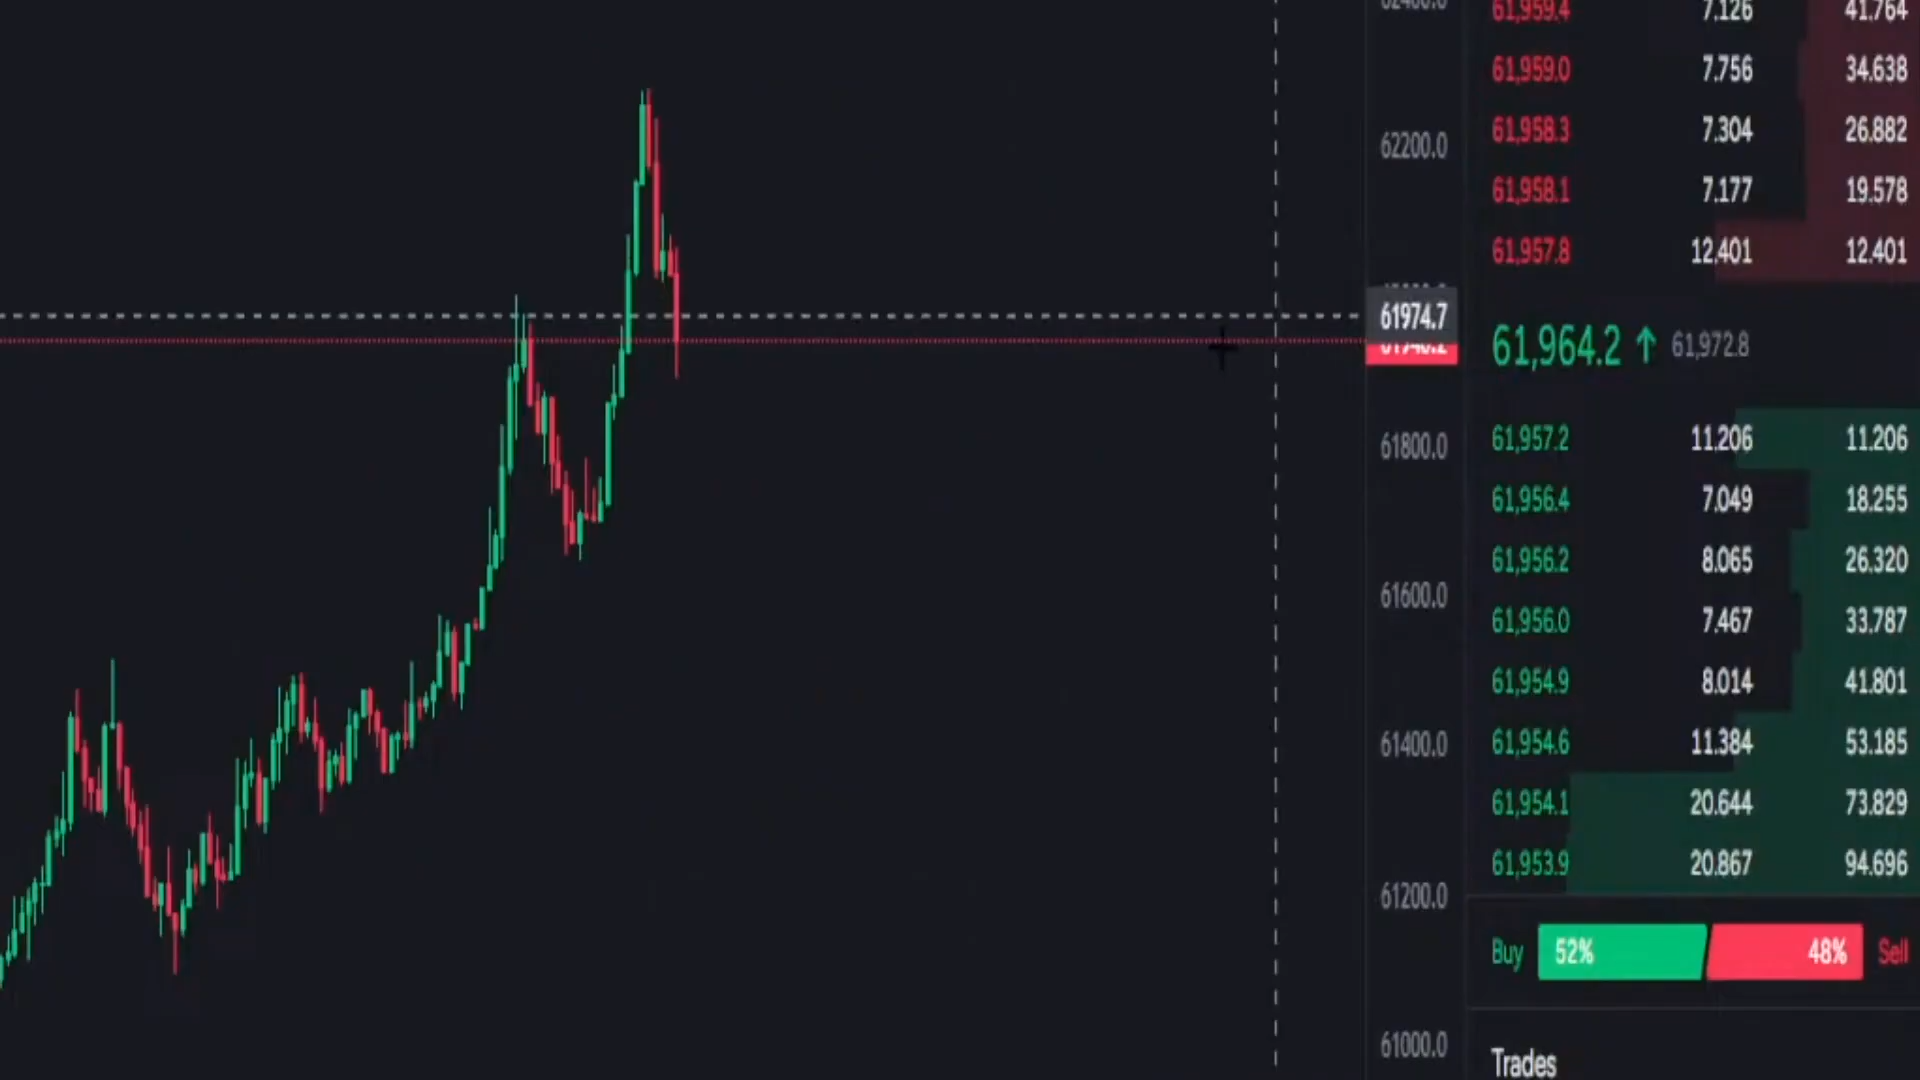 61,959.4 7.126 41.764
61,959.0 7.756 34.638
62200.0
61,958.3 7.304 26.882
61,958.1 7.177 19.578
61,957.8 12.401 12.401
61974.7
61,964.2 ↑ 61,972.8
61800.0
61,957.2 11.206 11.206
61,956.4 7.049 18.255
61,956.2 8.065 26.320
61600.0
61,956.0 7.467 33.787
61,954.9 8.014 41.801
61400.0
61,954.6 11.384 53.185
61,954.1 20.644 73.829
61,953.9 20.867 94.696
61200.0
Buy 52% 48% Sell
61000.0
Trades